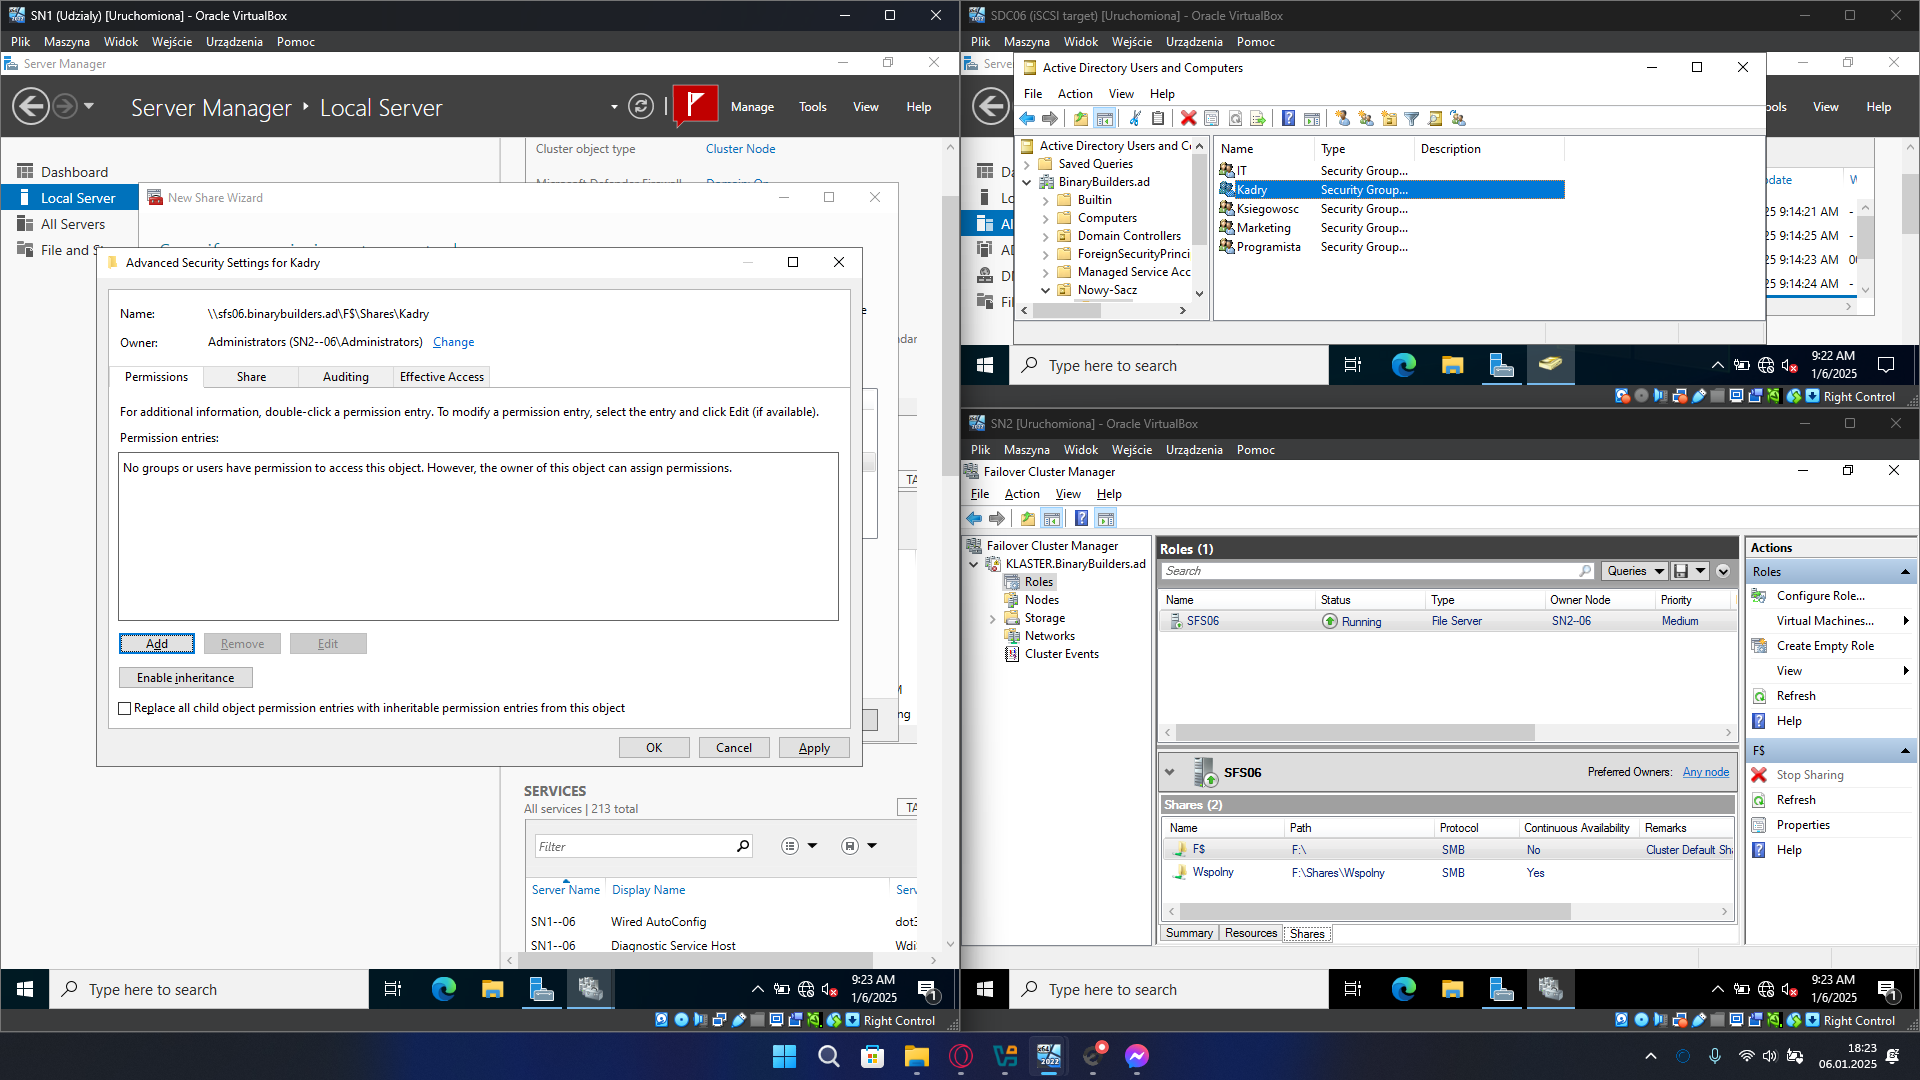 SN1 (Udziały) [Uruchomiona] - Oracle VirtualBox
Plik Maszyna Widok Wejście Urządzenia Pomoc
Server Manager
Server Manager • Local Server
Manage Tools View Help
Dashboard
Local Server
All Servers
File and S
Cluster object type Cluster Node
New Share Wizard
Advanced Security Settings for Kadry
Name: \\sfs06.binarybuilders.ad\F$\Shares\Kadry
Owner: Administrators (SN2--06\Administrators) Change
Permissions Share Auditing Effective Access
For additional information, double-click a permission entry. To modify a permission entry, select the entry and click Edit (if available).
Permission entries:
No groups or users have permission to access this object. However, the owner of this object can assign permissions.
Add Remove Edit
Enable inheritance
Replace all child object permission entries with inheritable permission entries from this object
OK Cancel Apply
SERVICES
All services | 213 total
TA
Filter
Server Name Display Name Serv
SN1--06 Wired AutoConfig dot3
SN1--06 Diagnostic Service Host Wdi
Type here to search
9:23 AM
1/6/2025
1
Right Control
SDC06 (iSCSI target) [Uruchomiona] - Oracle VirtualBox
Plik Maszyna Widok Wejście Urządzenia Pomoc
Serve
ools View Help
Active Directory Users and Computers
File Action View Help
Active Directory Users and C
Saved Queries
BinaryBuilders.ad
Builtin
Computers
Domain Controllers
ForeignSecurityPrinci
Managed Service Acc
Nowy-Sacz
Name Type Description
IT Security Group...
Kadry Security Group...
Ksiegowosc Security Group...
Marketing Security Group...
Programista Security Group...
pdate
25 9:14:21 AM -
25 9:14:25 AM -
25 9:14:23 AM
25 9:14:24 AM -
Type here to search
9:22 AM
1/6/2025
Right Control
SN2 [Uruchomiona] - Oracle VirtualBox
Plik Maszyna Widok Wejście Urządzenia Pomoc
Failover Cluster Manager
File Action View Help
Failover Cluster Manager
KLASTER.BinaryBuilders.ad
Roles
Nodes
Storage
Networks
Cluster Events
Roles (1)
Search Queries
Name Status Type Owner Node Priority
SFS06 Running File Server SN2--06 Medium
SFS06 Preferred Owners: Any node
Shares (2)
Name Path Protocol Continuous Availability Remarks
F$ F:\ SMB No Cluster Default Sh
Wspolny F:\Shares\Wspolny SMB Yes
Summary Resources Shares
Actions
Roles
Configure Role...
Virtual Machines...
Create Empty Role
View
Refresh
Help
F$
Stop Sharing
Refresh
Properties
Help
Type here to search
9:23 AM
1/6/2025
1
Right Control
18:23
06.01.2025